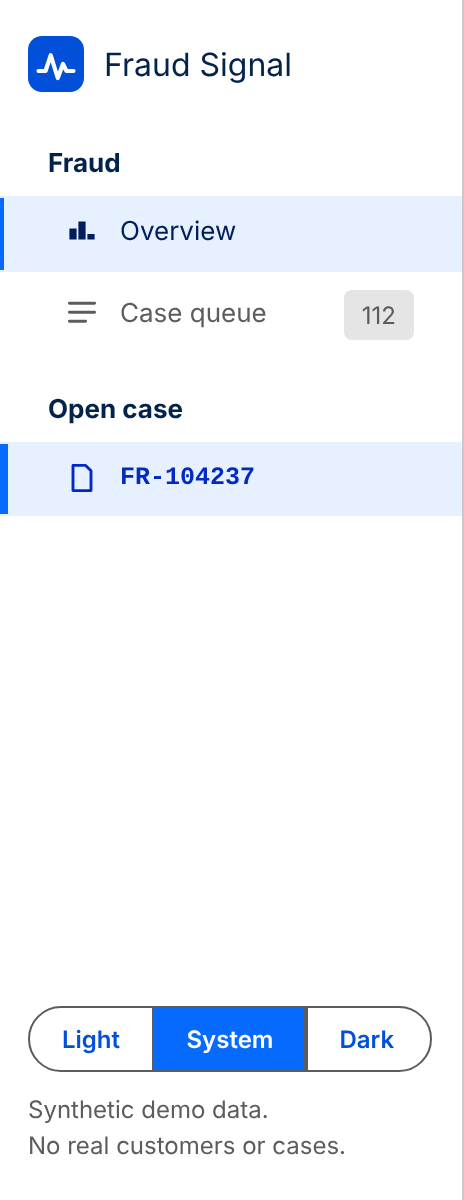 Fraud Signal
Fraud
Overview
Case queue 112
Open case
FR-104237
Light System Dark
Synthetic demo data.
No real customers or cases.